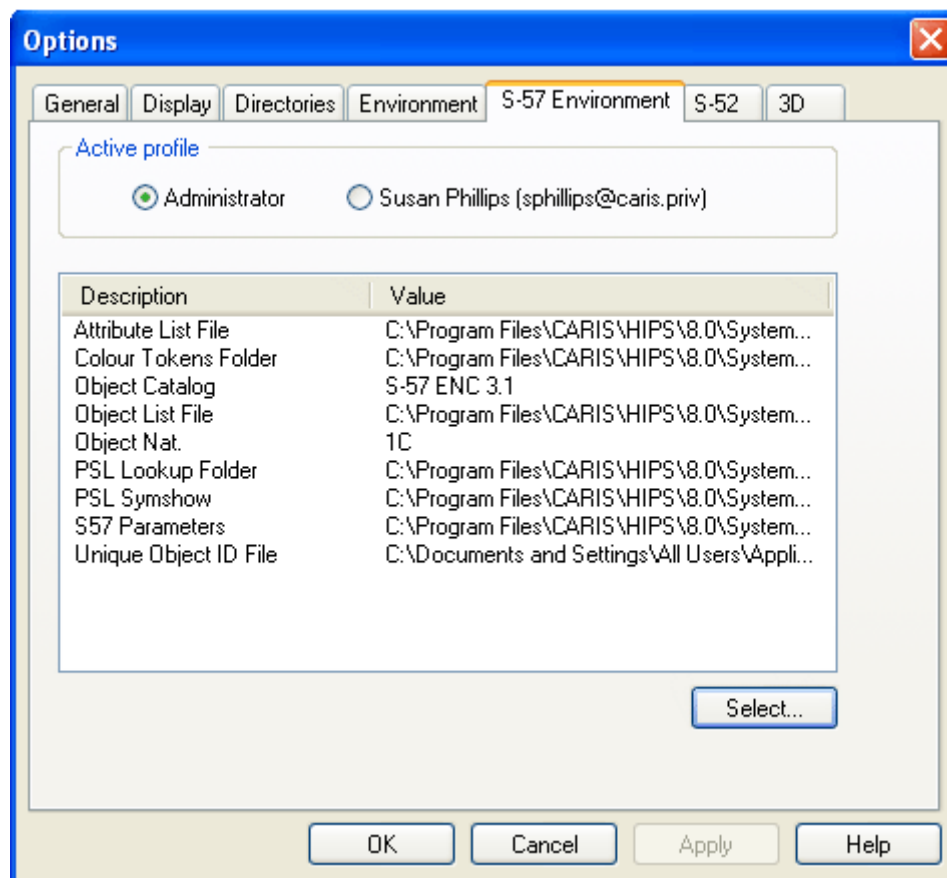 Options
General Display Directories Environment S-57 Environment S-52 3D
Active profile
Administrator Susan Phillips (sphillips@caris.priv)
Description Value
Attribute List File C:\Program Files\CARIS\HIPS\8.0\System...
Colour Tokens Folder C:\Program Files\CARIS\HIPS\8.0\System...
Object Catalog S-57 ENC 3.1
Object List File C:\Program Files\CARIS\HIPS\8.0\System...
Object Nat. 1C
PSL Lookup Folder C:\Program Files\CARIS\HIPS\8.0\System...
PSL Symshow C:\Program Files\CARIS\HIPS\8.0\System...
S57 Parameters C:\Program Files\CARIS\HIPS\8.0\System...
Unique Object ID File C:\Documents and Settings\All Users\Appli...
Select...
OK Cancel Apply Help